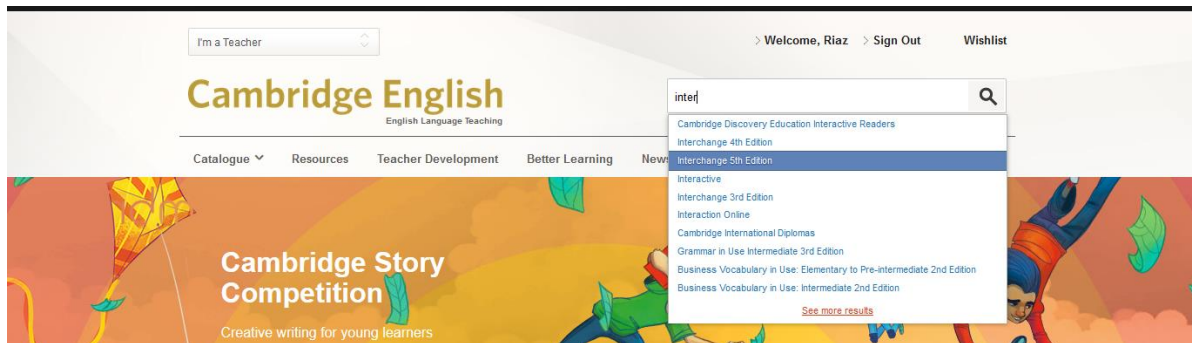 I'm a Teacher
Welcome, Riaz Sign Out Wishlist
Cambridge English
English Language Teaching
inter
Catalogue Resources Teacher Development Better Learning New
Cambridge Discovery Education Interactive Readers
Interchange 4th Edition
Interchange 5th Edition
Interactive
Interchange 3rd Edition
Interaction Online
Cambridge International Diplomas
Grammar in Use Intermediate 3rd Edition
Business Vocabulary in Use: Elementary to Pre-intermediate 2nd Edition
Business Vocabulary in Use: Intermediate 2nd Edition
See more results
Cambridge Story
Competition
Creative writing for young learners